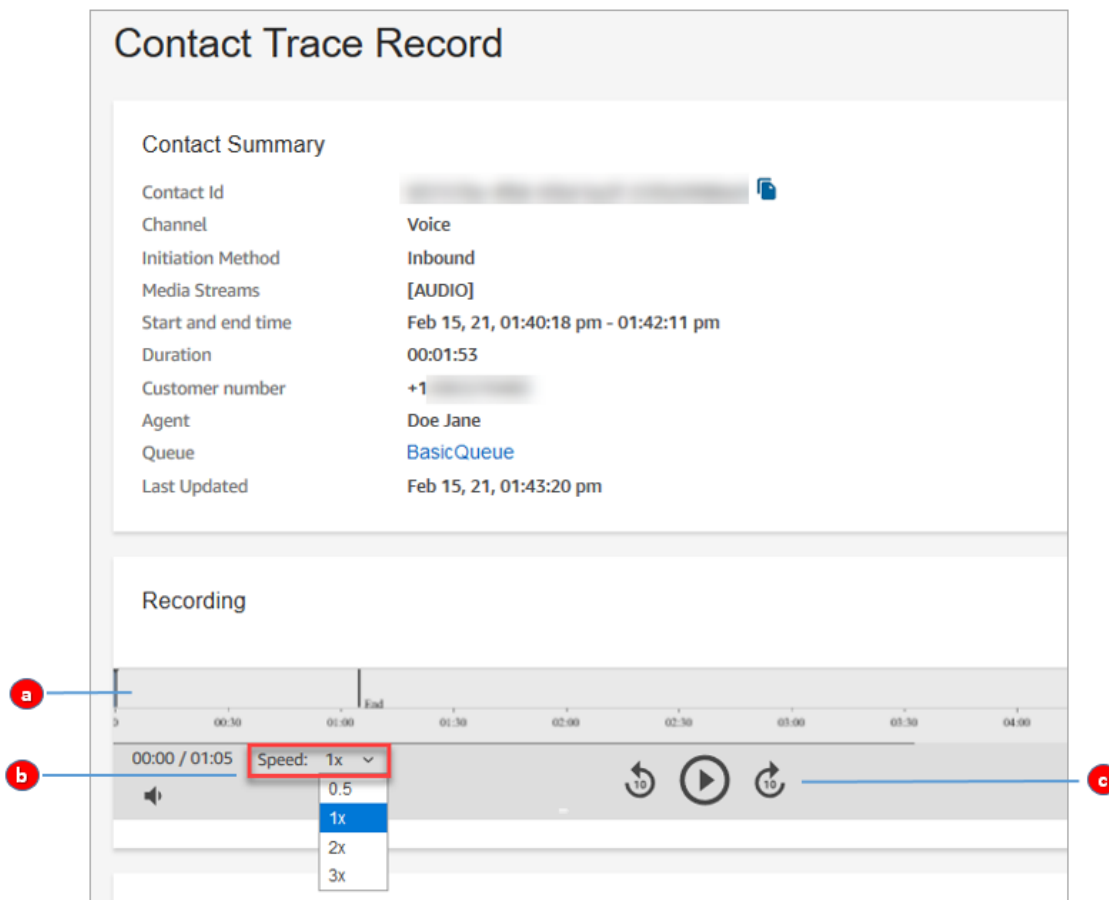 Contact Trace Record
Contact Summary
Contact Id
Channel Voice
Initiation Method Inbound
Media Streams [AUDIO]
Start and end time Feb 15, 21, 01:40:18 pm - 01:42:11 pm
Duration 00:01:53
Customer number +1
Agent Doe Jane
Queue BasicQueue
Last Updated Feb 15, 21, 01:43:20 pm
Recording
a
End
00:30 01:00 01:30 02:00 02:30 03:00 03:30 04:00
00:00 / 01:05 Speed: 1x
b
10 10
c
0.5
1x
2x
3x